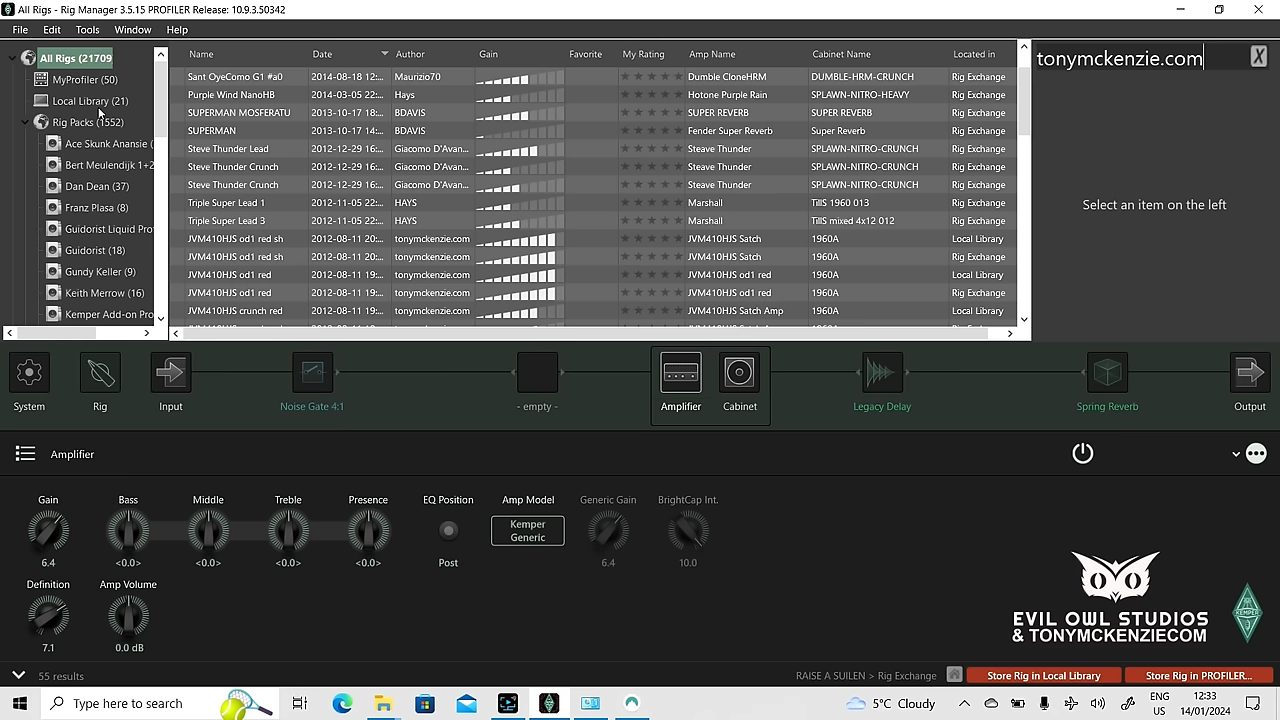 All Rigs - Rig Manager 3.5.15 PROFILER Release: 10.9.3.50342
File Edit Tools Window Help
All Rigs (21709
MyProfiler (50)
Local Library (21)
Rig Packs (1552)
Ace Skunk Anansie (
Bert Meulendijk 1+2
Dan Dean (37)
Franz Plasa (8)
Guidorist Liquid Pro
Guidorist (18)
Gundy Keller (9)
Keith Merrow (16)
Kemper Add-on Pro
Name Date Author Gain Favorite My Rating Amp Name Cabinet Name Located in
Sant OyeComo G1 #a0 2014-08-18 12:... Maurizio70 Dumble CloneHRM DUMBLE-HRM-CRUNCH Rig Exchange
Purple Wind NanoHB 2014-03-05 22:... Hays Hotone Purple Rain SPLAWN-NITRO-HEAVY Rig Exchange
SUPERMAN MOSFERATU 2013-10-17 18:... BDAVIS SUPER REVERB SUPER REVERB Rig Exchange
SUPERMAN 2013-10-17 14:... BDAVIS Fender Super Reverb Super Reverb Rig Exchange
Steve Thunder Lead 2012-12-29 16:... Giacomo D'Avan... Steave Thunder SPLAWN-NITRO-CRUNCH Rig Exchange
Steve Thunder Crunch 2012-12-29 16:... Giacomo D'Avan... Steave Thunder SPLAWN-NITRO-CRUNCH Rig Exchange
Steve Thunder Crunch 2012-12-29 16:... Giacomo D'Avan... Steave Thunder SPLAWN-NITRO-CRUNCH Rig Exchange
Triple Super Lead 1 2012-11-05 22:... HAYS Marshall TillS 1960 013 Rig Exchange
Triple Super Lead 3 2012-11-05 22:... HAYS Marshall TillS mixed 4x12 012 Rig Exchange
JVM410HJS od1 red sh 2012-08-11 20:... tonymckenzie.com JVM410HJS Satch 1960A Local Library
JVM410HJS od1 red sh 2012-08-11 20:... tonymckenzie.com JVM410HJS Satch 1960A Rig Exchange
JVM410HJS od1 red 2012-08-11 19:... tonymckenzie.com JVM410HJS od1 red 1960A Local Library
JVM410HJS od1 red 2012-08-11 19:... tonymckenzie.com JVM410HJS od1 red 1960A Rig Exchange
JVM410HJS crunch red 2012-08-11 19:... tonymckenzie.com JVM410HJS Satch Amp 1960A Local Library
tonymckenzie.com X
Select an item on the left
System Rig Input Noise Gate 4:1 - empty - Amplifier Cabinet Legacy Delay Spring Reverb Output
Amplifier
Gain Bass Middle Treble Presence EQ Position Amp Model Generic Gain BrightCap Int.
Kemper
Generic
6.4 <0.0> <0.0> <0.0> <0.0> Post 6.4 10.0
Definition Amp Volume
7.1 0.0 dB
EVIL OWL STUDIOS
& TONYMCKENZIECOM
KEMPER
55 results RAISE A SUILEN > Rig Exchange Store Rig in Local Library Store Rig in PROFILER...
Type here to search 5°C Cloudy ENG 12:33
US 14/01/2024